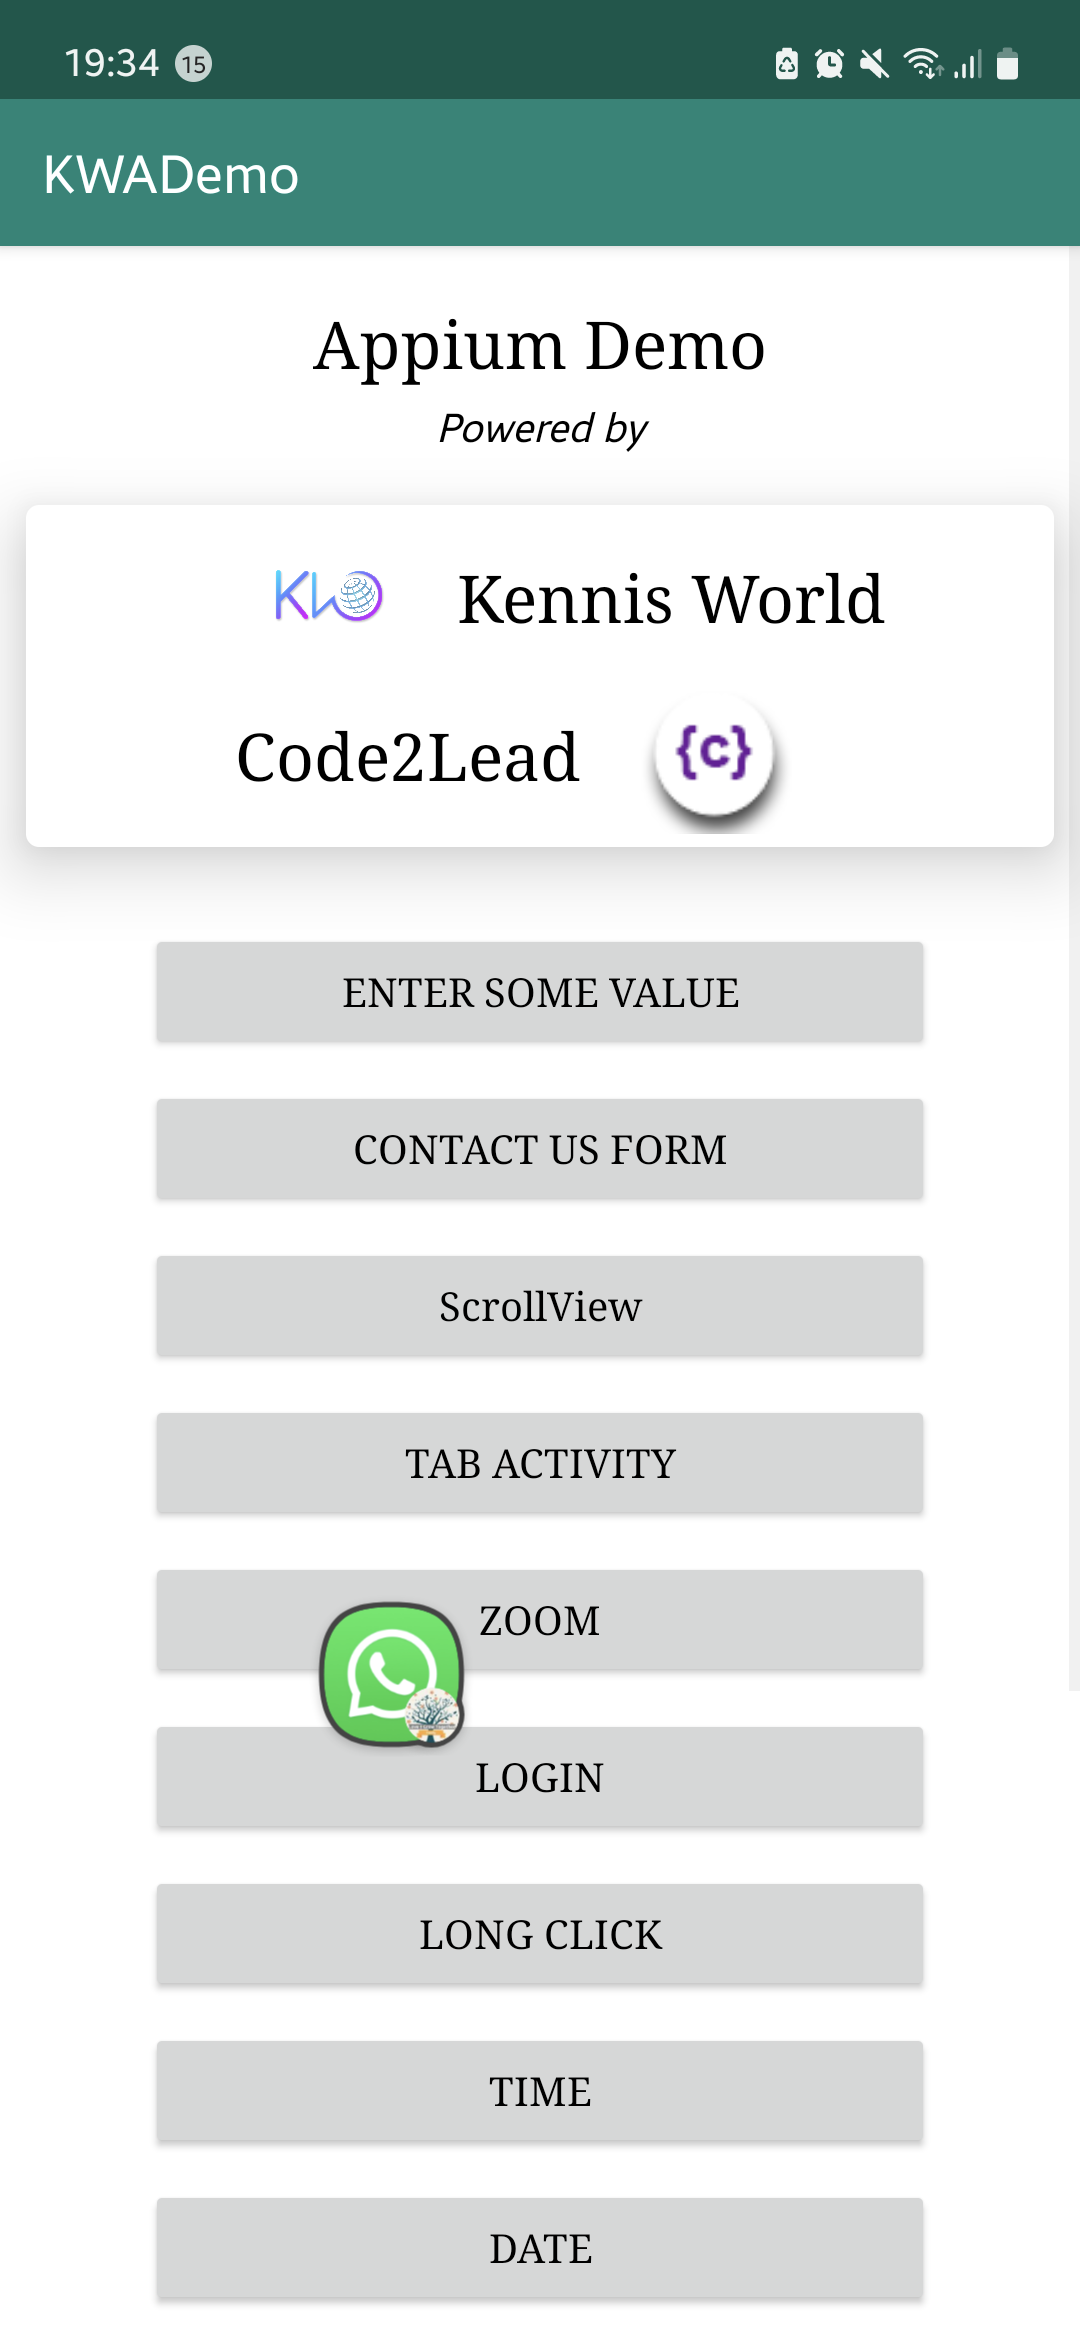 19:34 15
KWADemo
Appium Demo
Powered by
Kennis World
Code2Lead {c}
ENTER SOME VALUE
CONTACT US FORM
ScrollView
TAB ACTIVITY
ZOOM
LOGIN
LONG CLICK
TIME
DATE